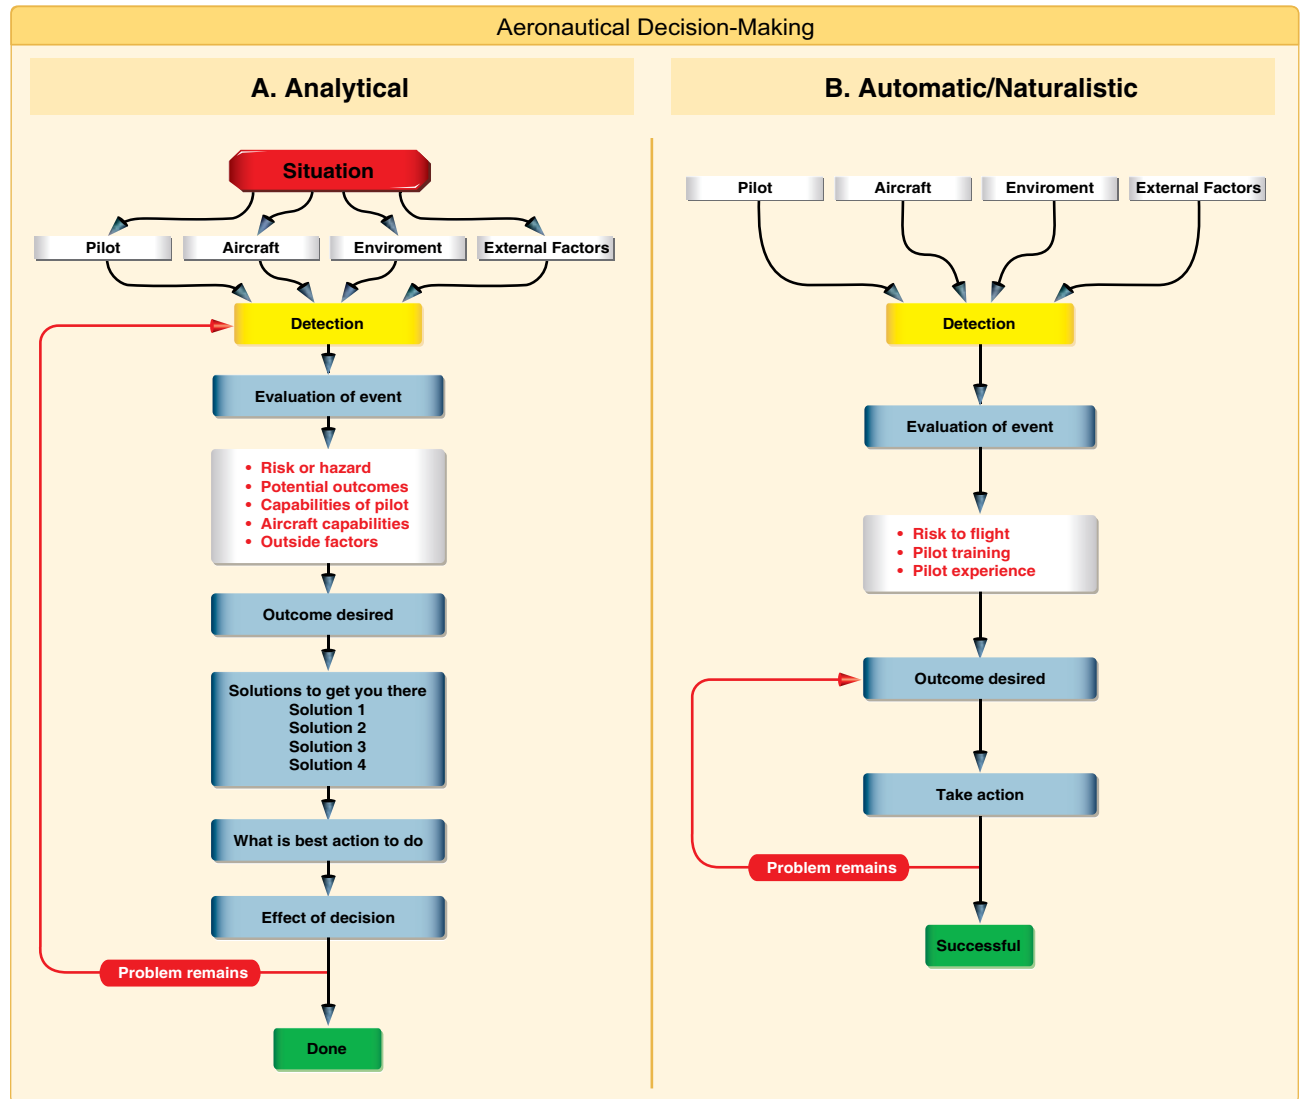 Aeronautical Decision-Making
A. Analytical
Situation
Pilot
Aircraft
Enviroment
External Factors
Detection
Evaluation of event
• Risk or hazard
• Potential outcomes
• Capabilities of pilot
• Aircraft capabilities
• Outside factors
Outcome desired
Solutions to get you there
Solution 1
Solution 2
Solution 3
Solution 4
What is best action to do
Effect of decision
Problem remains
Done
B. Automatic/Naturalistic
Pilot
Aircraft
Enviroment
External Factors
Detection
Evaluation of event
• Risk to flight
• Pilot training
• Pilot experience
Outcome desired
Take action
Problem remains
Successful